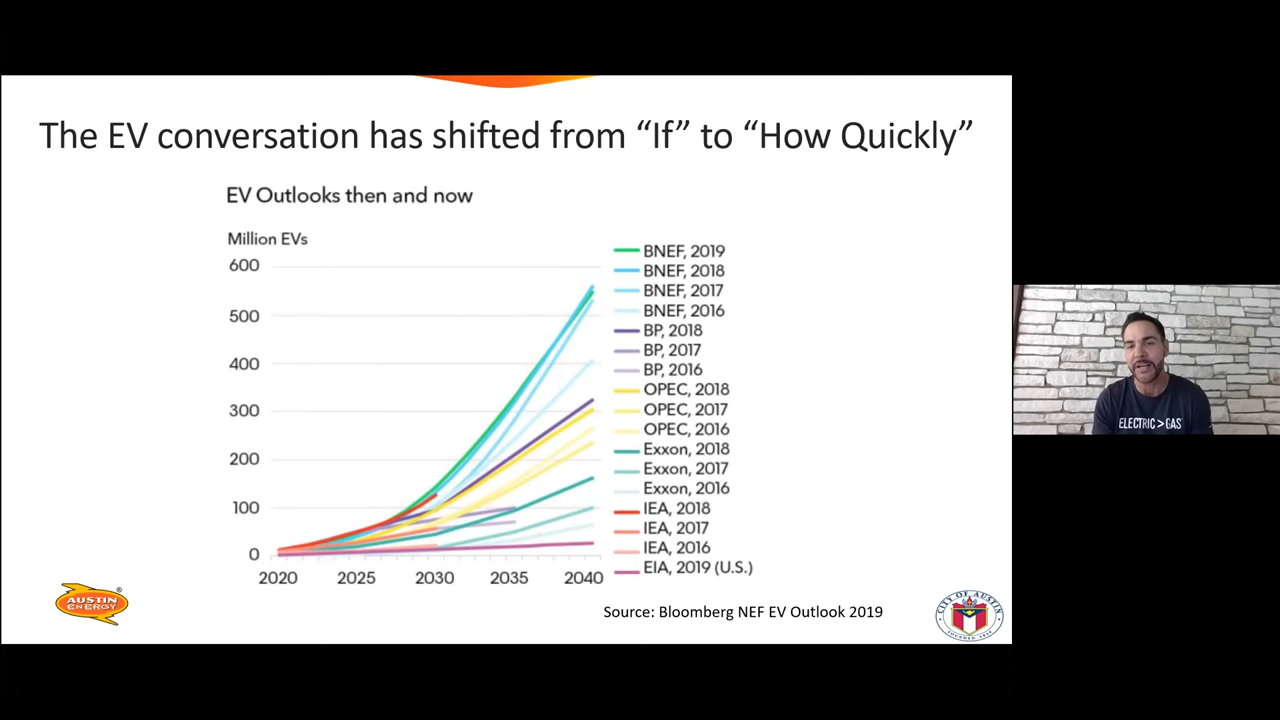 The EV conversation has shifted from “If” to “How Quickly”
EV Outlooks then and now
Million EVs
600
500
400
300
200
100
0
2020 2025 2030 2035 2040
BNEF, 2019
BNEF, 2018
BNEF, 2017
BNEF, 2016
BP, 2018
BP, 2017
BP, 2016
OPEC, 2018
OPEC, 2017
OPEC, 2016
Exxon, 2018
Exxon, 2017
Exxon, 2016
IEA, 2018
IEA, 2017
IEA, 2016
EIA, 2019 (U.S.)
Source: Bloomberg NEF EV Outlook 2019
AUSTIN
ENERGY
®
CITY OF AUSTIN
FOUNDED 1839
ELECTRIC>GAS